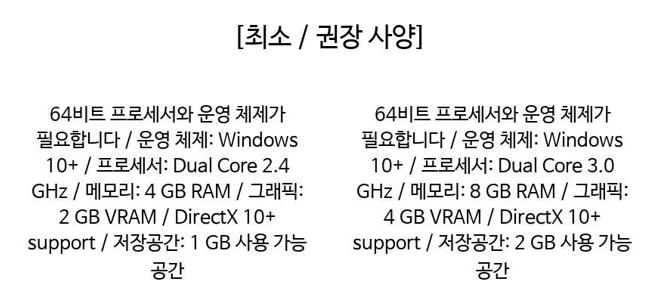 [최소 / 권장 사양]
64비트 프로세서와 운영 체제가
필요합니다 / 운영 체제: Windows
10+ / 프로세서: Dual Core 2.4
GHz / 메모리: 4 GB RAM / 그래픽:
2 GB VRAM / DirectX 10+
support / 저장공간: 1 GB 사용 가능
공간
64비트 프로세서와 운영 체제가
필요합니다 / 운영 체제: Windows
10+ / 프로세서: Dual Core 3.0
GHz / 메모리: 8 GB RAM / 그래픽:
4 GB VRAM / DirectX 10+
support / 저장공간: 2 GB 사용 가능
공간